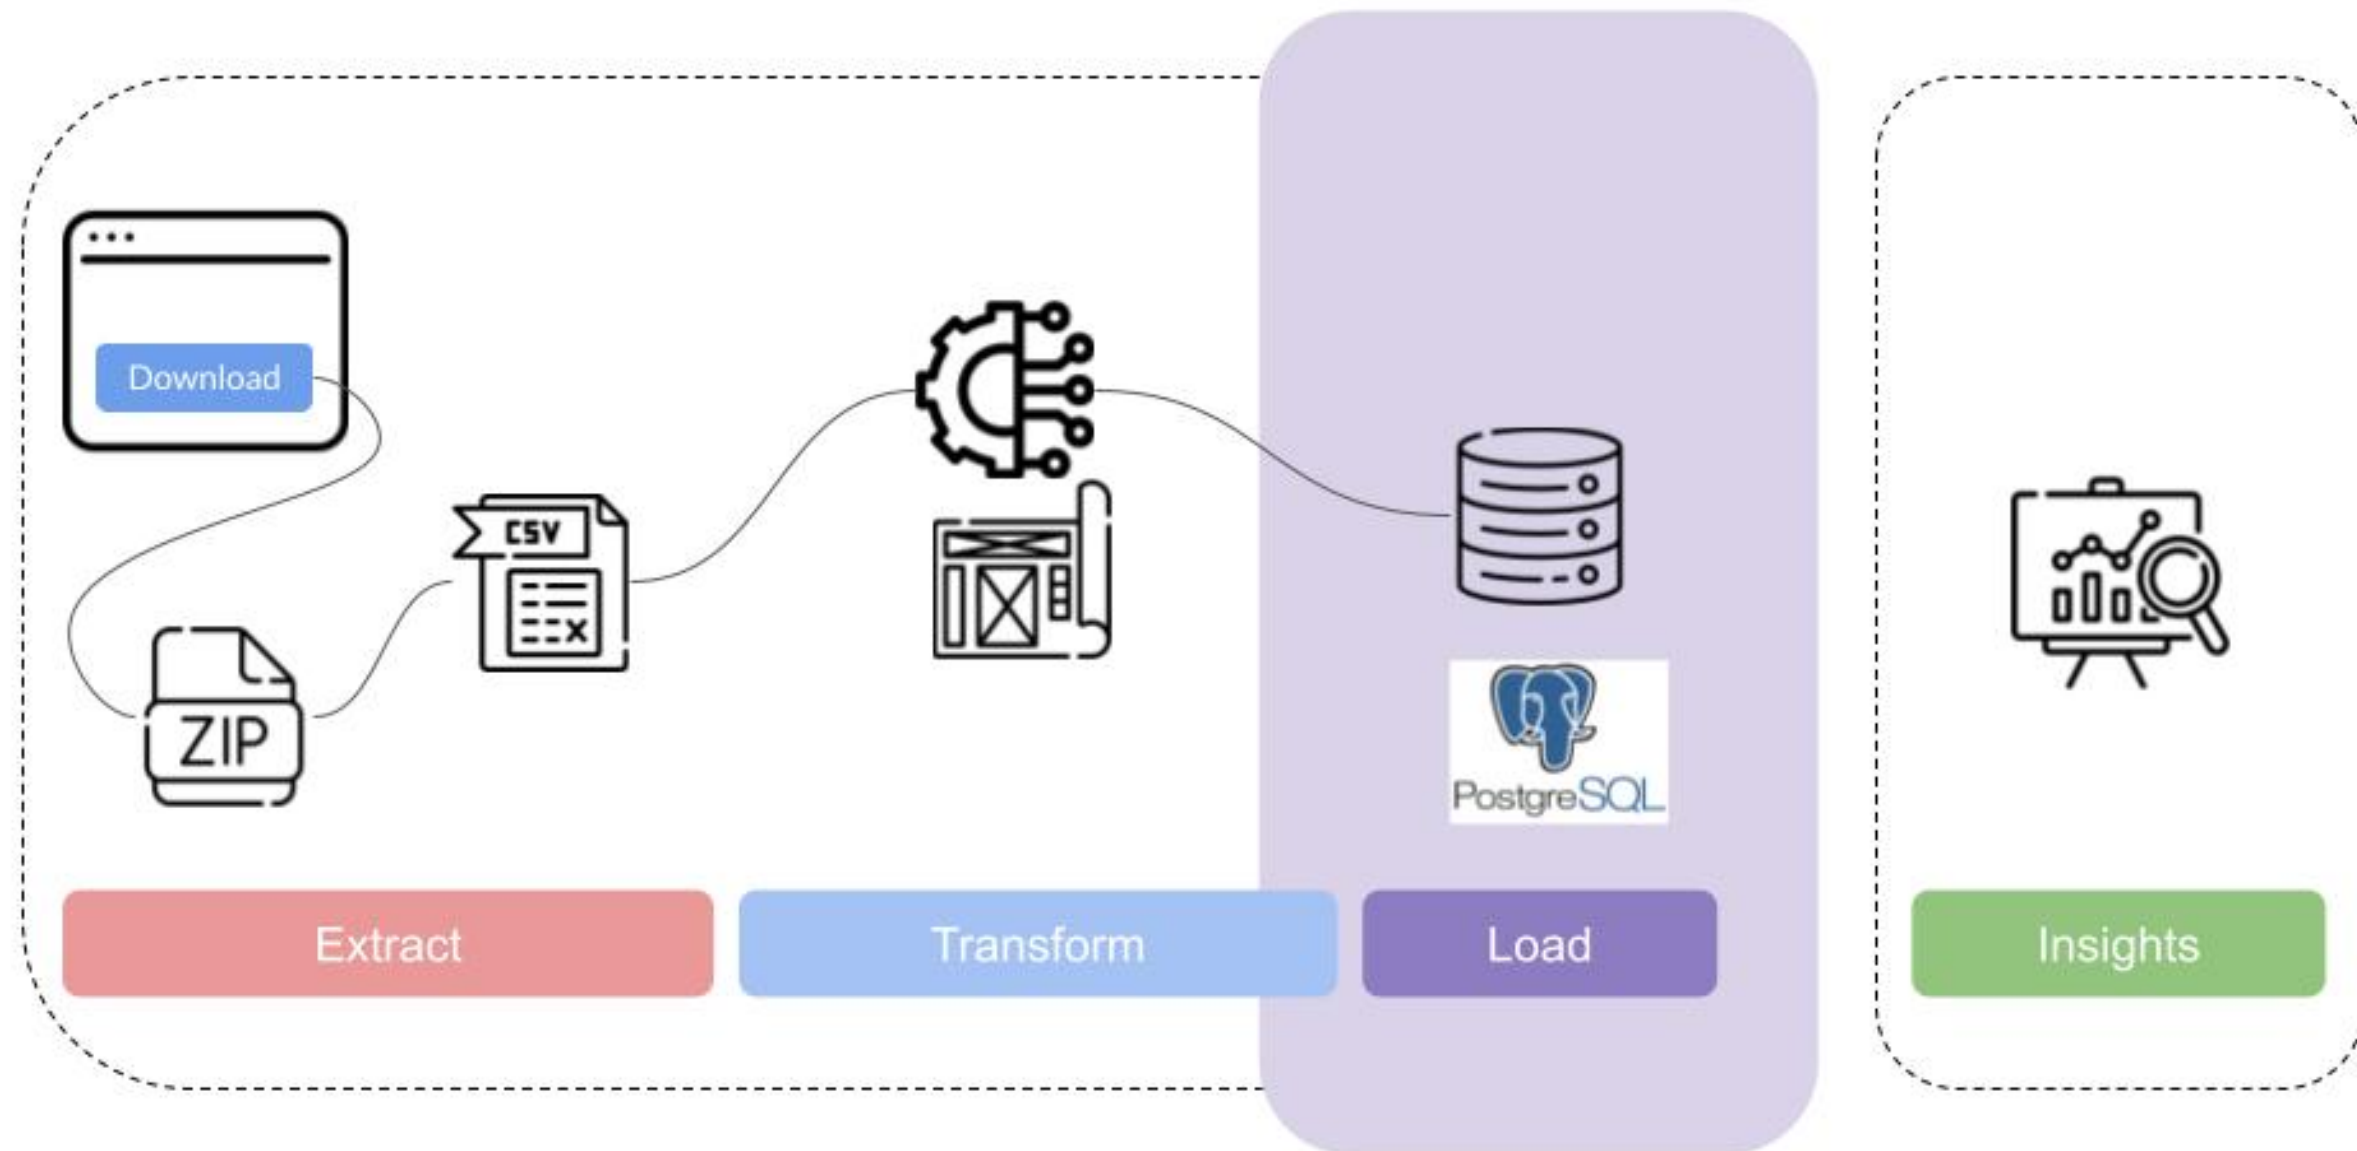 Download
CSV
ZIP
PostgreSQL
Extract
Transform
Load
Insights